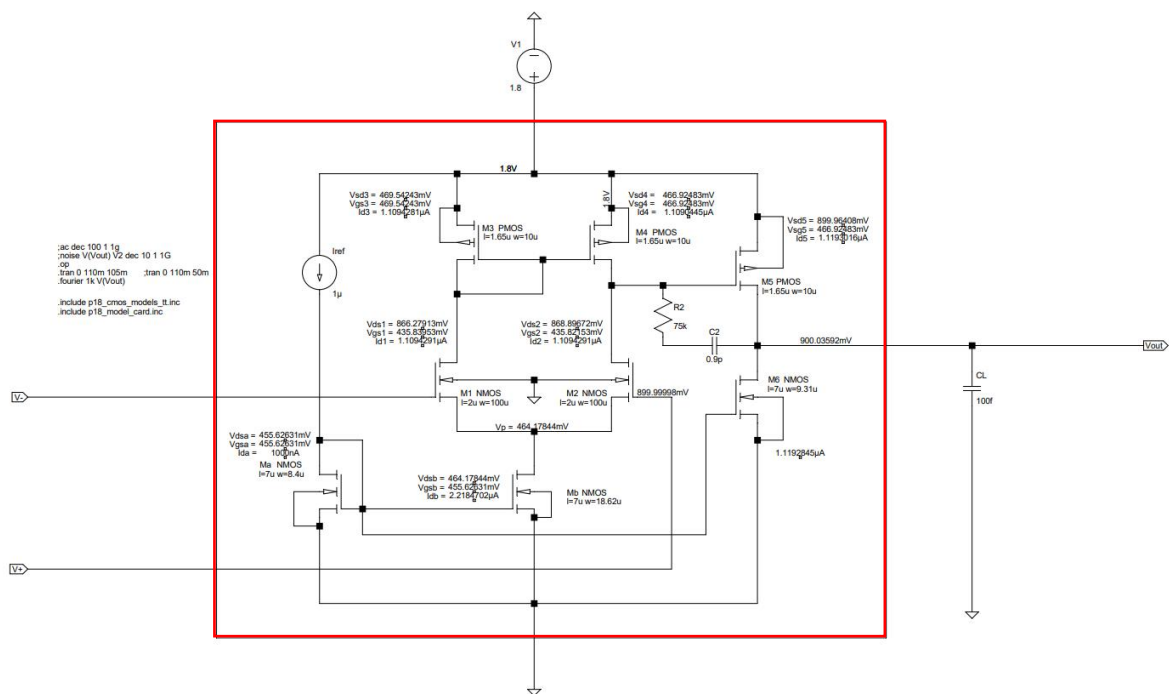 V1
1.8
1.8V
Vsd3 = 469.54243mV
Vgs3 = 469.54243mV
Id3 = 1.1094281µA
M3 PMOS
l=1.65u w=10u
1.8V
Vsd4 = 466.92483mV
Vsg4 = 466.92483mV
Id4 = 1.1090445µA
M4 PMOS
l=1.65u w=10u
Vsd5 = 899.96408mV
Vsg5 = 466.92483mV
Id5 = 1.1193016µA
M5 PMOS
l=1.65u w=10u
;ac dec 100 1 1g
;noise V(Vout) V2 dec 10 1 1G
.op
.tran 0 110m 105m ;tran 0 110m 50m
.fourier 1k V(Vout)
.include p18_cmos_models_tt.inc
.include p18_model_card.inc
Iref
1µ
R2
75k
C2
0.9p
Vds1 = 866.27913mV
Vgs1 = 435.83953mV
Id1 = 1.1094291µA
M1 NMOS
l=2u w=100u
Vds2 = 868.89672mV
Vgs2 = 435.82153mV
Id2 = 1.1094291µA
M2 NMOS
l=2u w=100u
899.99998mV
900.03592mV
Vout
M6 NMOS
l=7u w=9.31u
1.1192845µA
CL
100f
V-
Vp = 464.17844mV
Vdsa = 455.62631mV
Vgsa = 455.62631mV
Ida = 1000nA
Ma NMOS
l=7u w=8.4u
Vdsb = 464.17844mV
Vgsb = 455.62631mV
Idb = 2.2184702µA
Mb NMOS
l=7u w=18.62u
V+